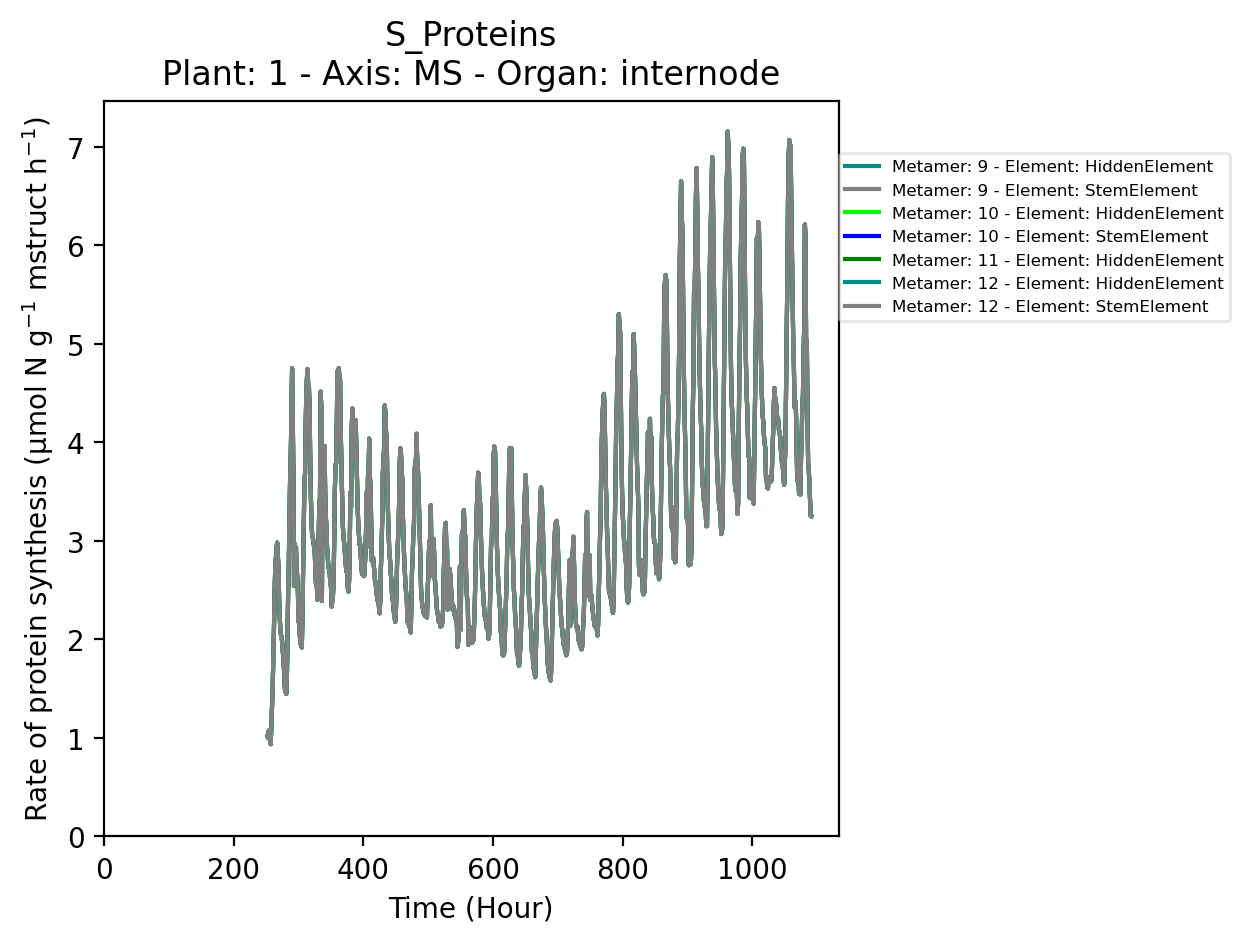 S_Proteins
Plant: 1 - Axis: MS - Organ: internode
Rate of protein synthesis (µmol N g⁻¹ mstruct h⁻¹)
7
6
5
4
3
2
1
0
0 200 400 600 800 1000
Time (Hour)
Metamer: 9 - Element: HiddenElement
Metamer: 9 - Element: StemElement
Metamer: 10 - Element: HiddenElement
Metamer: 10 - Element: StemElement
Metamer: 11 - Element: HiddenElement
Metamer: 12 - Element: HiddenElement
Metamer: 12 - Element: StemElement